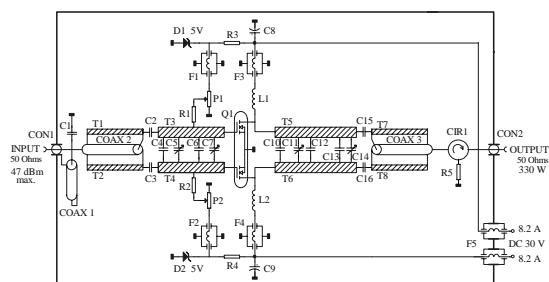 D1 5V
R3
C8
F1
F3
P1
R1
L1
Q1
CON1
C1
T1
C2
T3
T5
C15
T7
CIR1
CON2
INPUT
COAX 2
C4
C5
C6
C7
C10
C11
C12
C13
C14
COAX 3
OUTPUT
50 Ohms
47 dBm
max.
50 Ohms
330 W
T2
C3
T4
T6
C16
T8
R5
COAX 1
R2
P2
L2
F2
F4
F5
8.2 A
DC 30 V
8.2 A
D2 5V
R4
C9